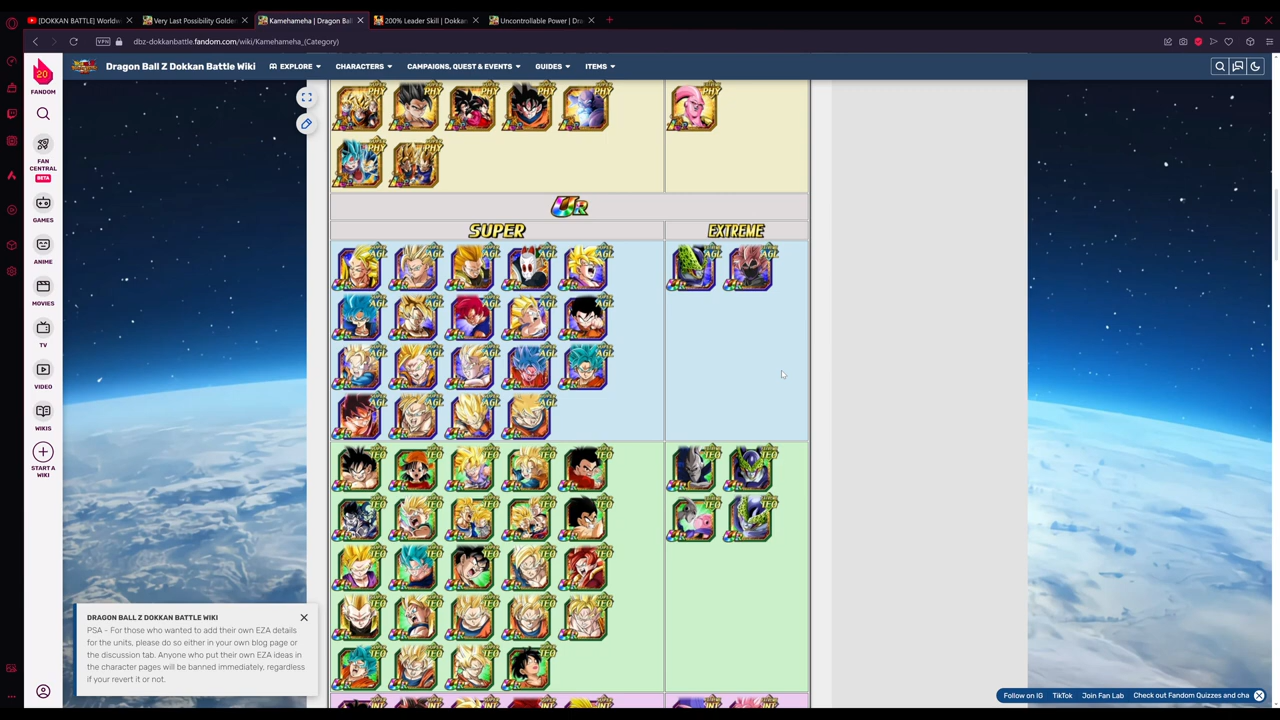 [DOKKAN BATTLE] Worldw
Very Last Possibility Golden
Kamehameha | Dragon Ball
200% Leader Skill | Dokkan
Uncontrollable Power | Dra
VPN
dbz-dokkanbattle.fandom.com/wiki/Kamehameha_(Category)
20
FANDOM
FAN CENTRAL
BETA
GAMES
ANIME
MOVIES
TV
VIDEO
WIKIS
START A WIKI
Dragon Ball Z Dokkan Battle Wiki
EXPLORE
CHARACTERS
CAMPAIGNS, QUEST & EVENTS
GUIDES
ITEMS
UR
SUPER
EXTREME
DRAGON BALL Z DOKKAN BATTLE WIKI
PSA - For those who wanted to add their own EZA details
for the units, please do so either in your own blog page or
the discussion tab. Anyone who put their own EZA ideas in
the character pages will be banned immediately, regardless
if your revert it or not.
Follow on IG
TikTok
Join Fan Lab
Check out Fandom Quizzes and cha